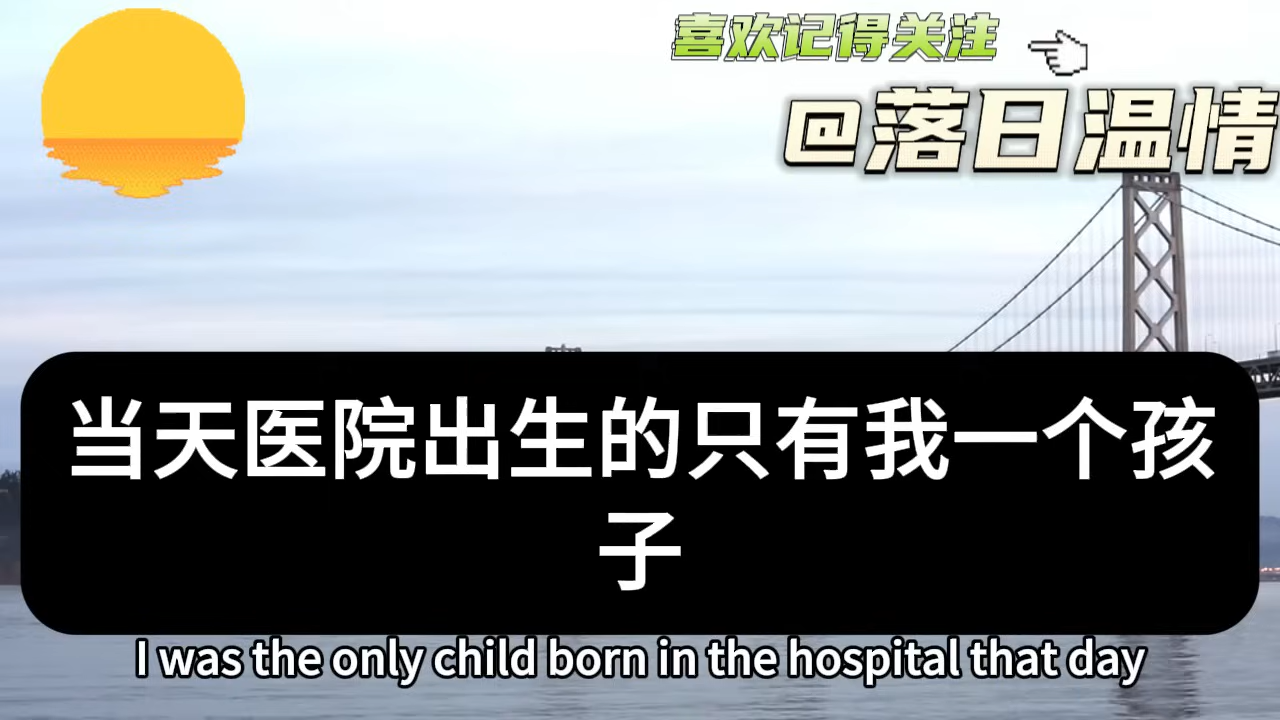 喜欢记得关注
@落日温情
当天医院出生的只有我一个孩
子
I was the only child born in the hospital that day